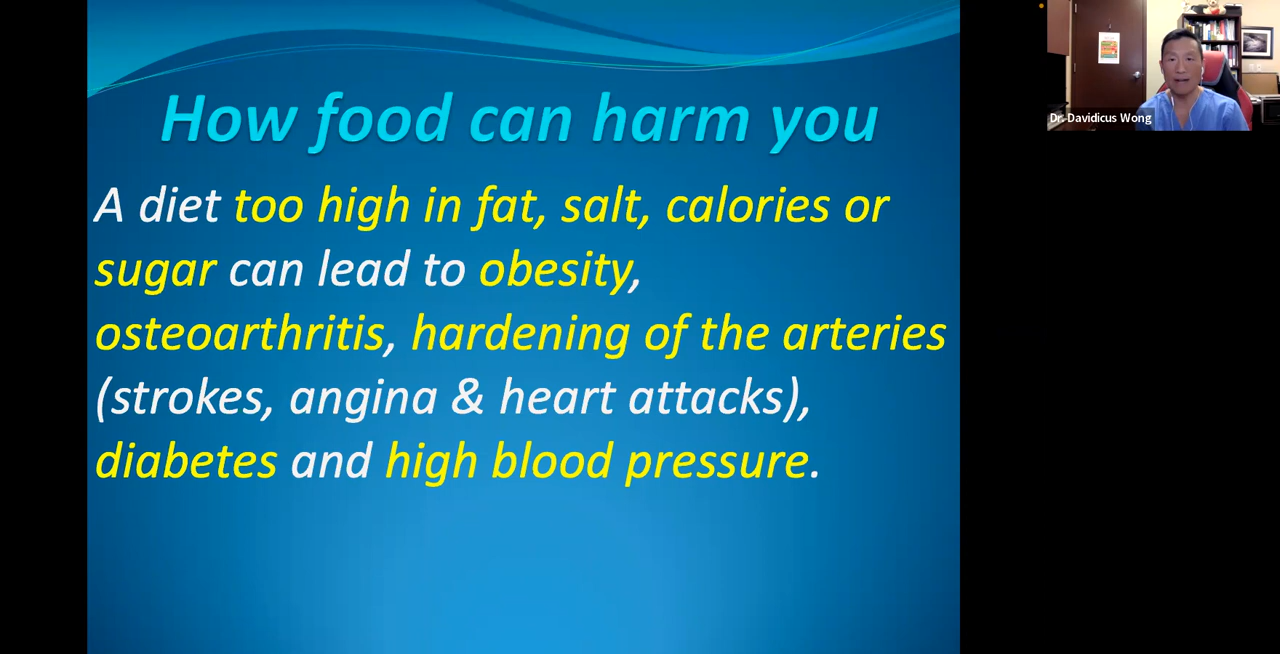 How food can harm you
A diet too high in fat, salt, calories or
sugar can lead to obesity,
osteoarthritis, hardening of the arteries
(strokes, angina & heart attacks),
diabetes and high blood pressure.
Dr. Davidicus Wong